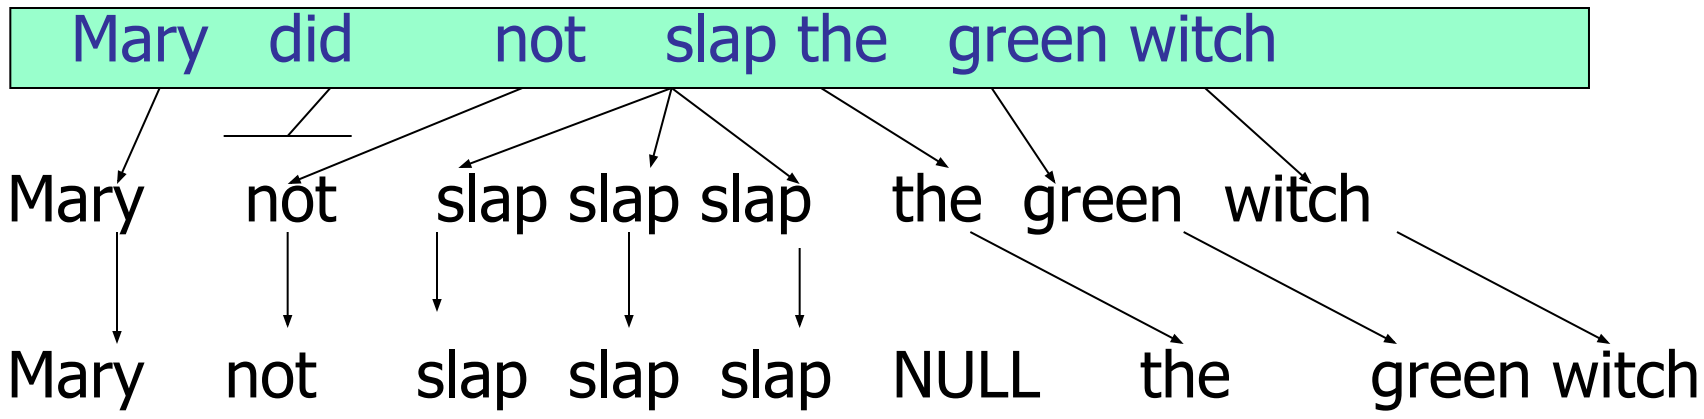 Mary did not slap the green witch
Mary not slap slap slap the green witch
Mary not slap slap slap NULL the green witch